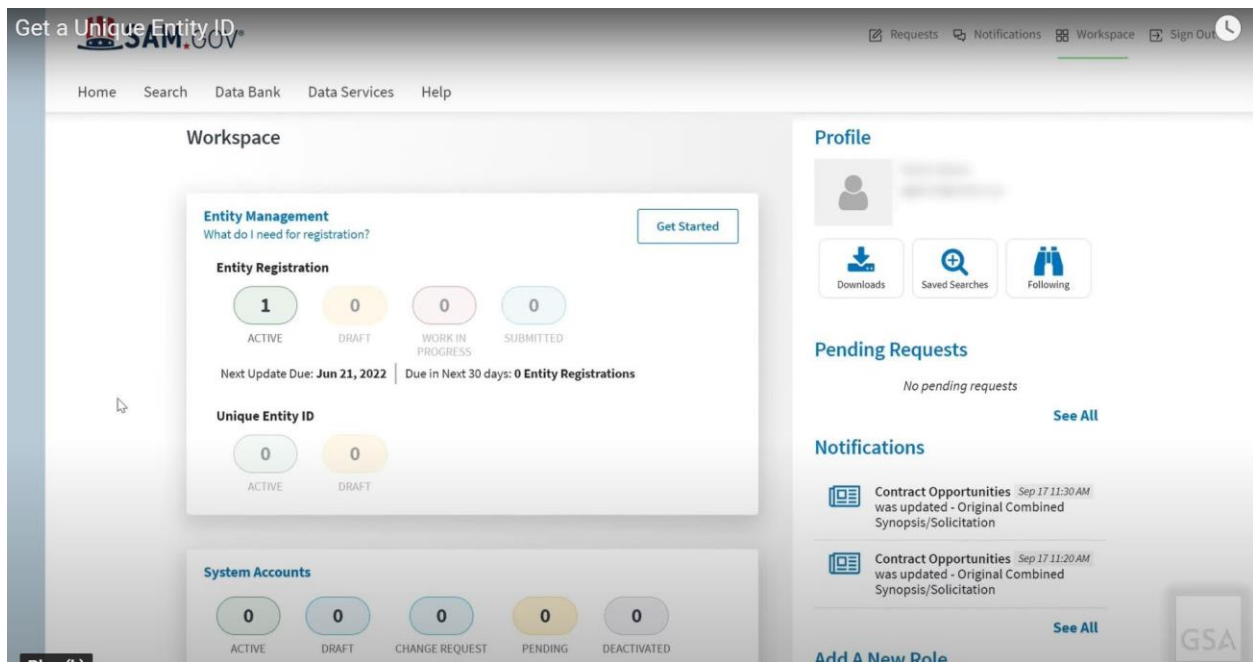 Get a Unique Entity ID
SAM.GOV®
Requests Notifications Workspace Sign Out
Home Search Data Bank Data Services Help
Workspace
Entity Management
What do I need for registration?
Get Started
Entity Registration
1 0 0 0
ACTIVE DRAFT WORK IN PROGRESS SUBMITTED
Next Update Due: Jun 21, 2022 Due in Next 30 days: 0 Entity Registrations
Unique Entity ID
0 0
ACTIVE DRAFT
System Accounts
0 0 0 0 0
ACTIVE DRAFT CHANGE REQUEST PENDING DEACTIVATED
Profile
Downloads Saved Searches Following
Pending Requests
No pending requests
See All
Notifications
Contract Opportunities Sep 17 11:30 AM
was updated - Original Combined
Synopsis/Solicitation
Contract Opportunities Sep 17 11:20 AM
was updated - Original Combined
Synopsis/Solicitation
See All
Add A New Role
GSA